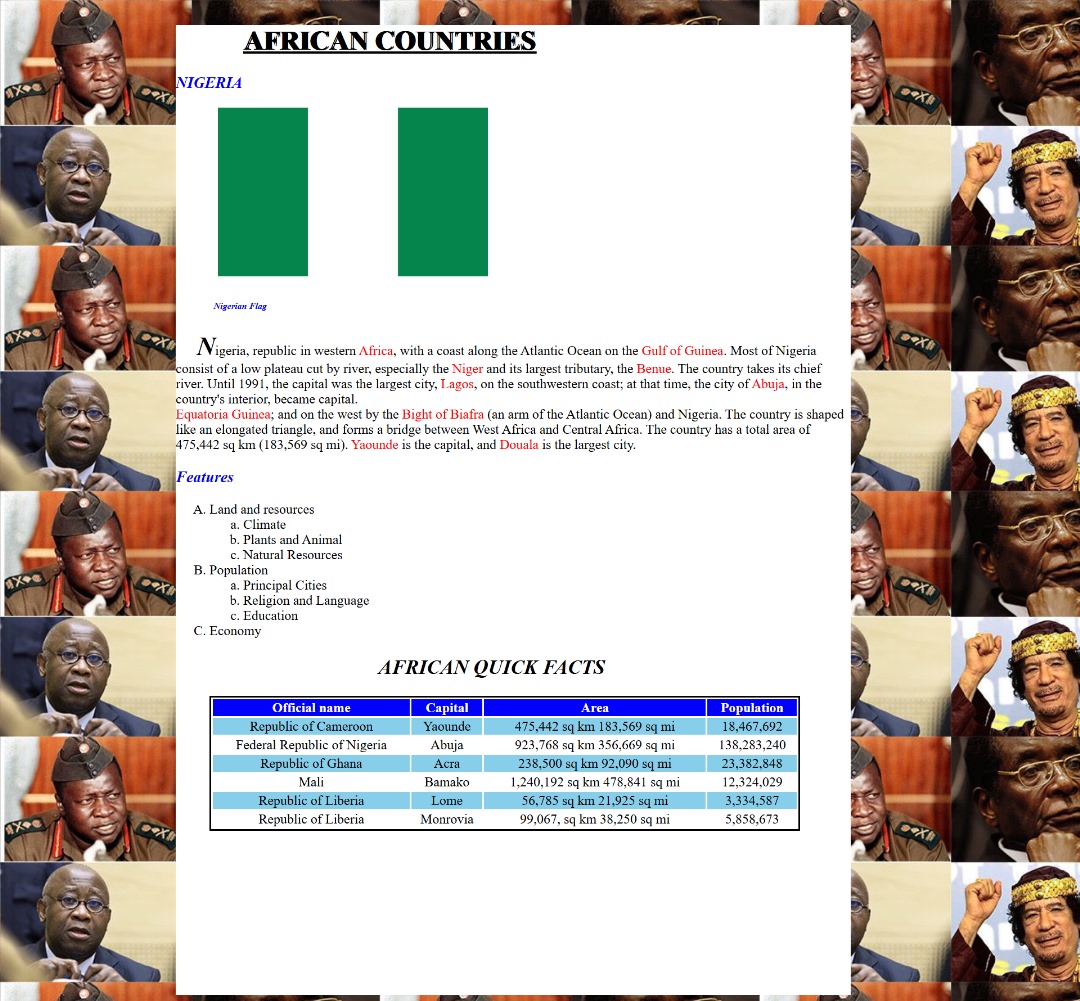 AFRICAN COUNTRIES
NIGERIA
Nigerian Flag
Nigeria, republic in western Africa, with a coast along the Atlantic Ocean on the Gulf of Guinea. Most of Nigeria
consist of a low plateau cut by river, especially the Niger and its largest tributary, the Benue. The country takes its chief
river. Until 1991, the capital was the largest city, Lagos, on the southwestern coast; at that time, the city of Abuja, in the
country's interior, became capital.
Equatoria Guinea; and on the west by the Bight of Biafra (an arm of the Atlantic Ocean) and Nigeria. The country is shaped
like an elongated triangle, and forms a bridge between West Africa and Central Africa. The country has a total area of
475,442 sq km (183,569 sq mi). Yaounde is the capital, and Douala is the largest city.
Features
A. Land and resources
a. Climate
b. Plants and Animal
c. Natural Resources
B. Population
a. Principal Cities
b. Religion and Language
c. Education
C. Economy
AFRICAN QUICK FACTS
Official name Capital Area Population
Republic of Cameroon Yaounde 475,442 sq km 183,569 sq mi 18,467,692
Federal Republic of Nigeria Abuja 923,768 sq km 356,669 sq mi 138,283,240
Republic of Ghana Acra 238,500 sq km 92,090 sq mi 23,382,848
Mali Bamako 1,240,192 sq km 478,841 sq mi 12,324,029
Republic of Liberia Lome 56,785 sq km 21,925 sq mi 3,334,587
Republic of Liberia Monrovia 99,067, sq km 38,250 sq mi 5,858,673